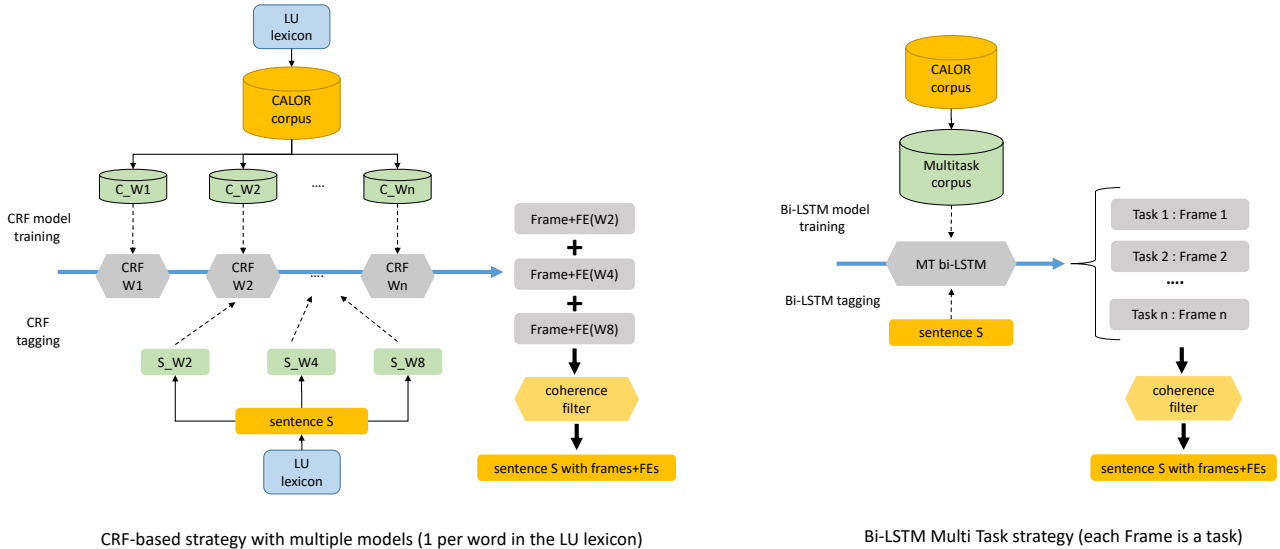 LU
lexicon
CALOR
corpus
C_W1
C_W2
....
C_Wn
CRF model
training
CRF
W1
CRF
W2
....
CRF
Wn
CRF
tagging
S_W2
S_W4
S_W8
sentence S
LU
lexicon
Frame+FE(W2)
+
Frame+FE(W4)
+
Frame+FE(W8)
coherence
filter
sentence S with frames+FEs
CRF-based strategy with multiple models (1 per word in the LU lexicon)
CALOR
corpus
Multitask
corpus
Bi-LSTM model
training
MT bi-LSTM
Bi-LSTM tagging
sentence S
Task 1 : Frame 1
Task 2 : Frame 2
....
Task n : Frame n
coherence
filter
sentence S with frames+FEs
Bi-LSTM Multi Task strategy (each Frame is a task)